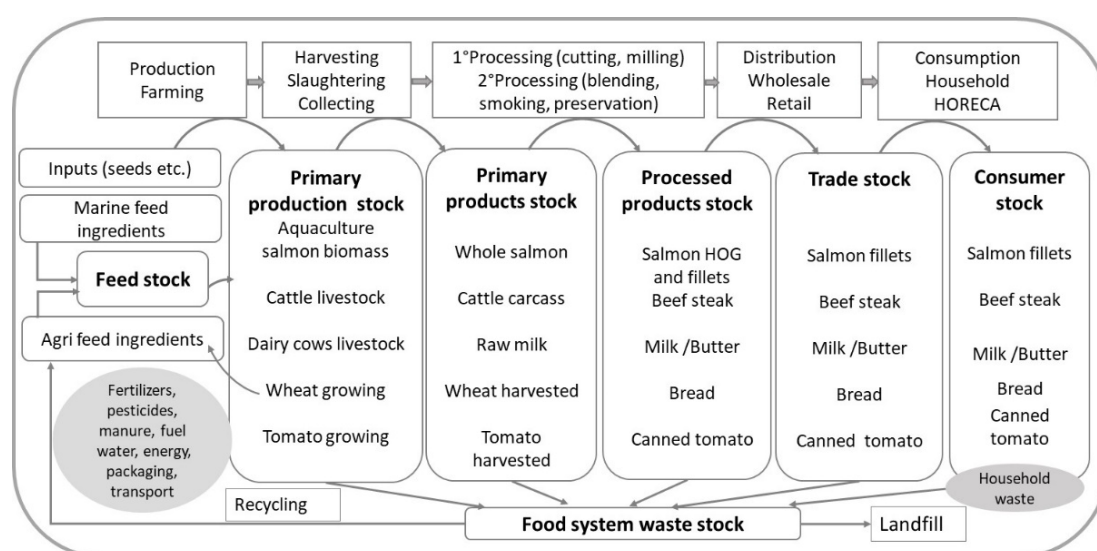 Production
Farming
Harvesting
Slaughtering
Collecting
1°Processing (cutting, milling)
2°Processing (blending,
smoking, preservation)
Distribution
Wholesale
Retail
Consumption
Household
HORECA
Inputs (seeds etc.)
Marine feed
ingredients
Feed stock
Agri feed ingredients
Fertilizers,
pesticides,
manure, fuel
water, energy,
packaging,
transport
Primary
production stock
Aquaculture
salmon biomass
Cattle livestock
Dairy cows livestock
Wheat growing
Tomato growing
Primary
products stock
Whole salmon
Cattle carcass
Raw milk
Wheat harvested
Tomato
harvested
Processed
products stock
Salmon HOG
and fillets
Beef steak
Milk /Butter
Bread
Canned tomato
Trade stock
Salmon fillets
Beef steak
Milk /Butter
Bread
Canned  tomato
Consumer
stock
Salmon fillets
Beef steak
Milk /Butter
Bread
Canned
tomato
Household
waste
Recycling
Food system waste stock
Landfill